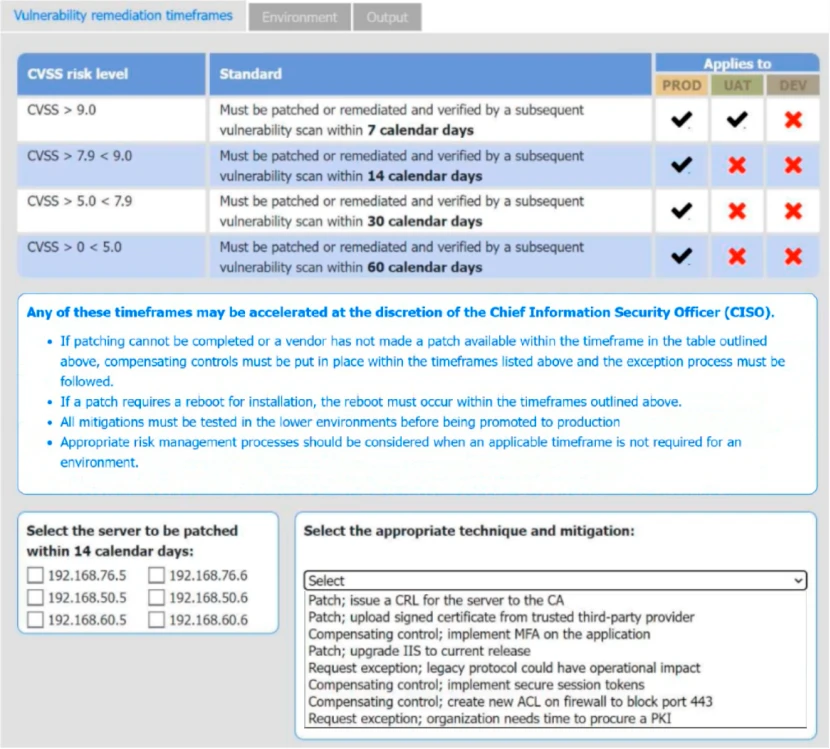 Vulnerability remediation timeframes Environment Output
CVSS risk level Standard Applies to
PROD UAT DEV
CVSS > 9.0 Must be patched or remediated and verified by a subsequent
vulnerability scan within 7 calendar days
CVSS > 7.9 < 9.0 Must be patched or remediated and verified by a subsequent
vulnerability scan within 14 calendar days
CVSS > 5.0 < 7.9 Must be patched or remediated and verified by a subsequent
vulnerability scan within 30 calendar days
CVSS > 0 < 5.0 Must be patched or remediated and verified by a subsequent
vulnerability scan within 60 calendar days
Any of these timeframes may be accelerated at the discretion of the Chief Information Security Officer (CISO).
• If patching cannot be completed or a vendor has not made a patch available within the timeframe in the table outlined
above, compensating controls must be put in place within the timeframes listed above and the exception process must be
followed.
• If a patch requires a reboot for installation, the reboot must occur within the timeframes outlined above.
• All mitigations must be tested in the lower environments before being promoted to production
• Appropriate risk management processes should be considered when an applicable timeframe is not required for an
environment.
Select the server to be patched
within 14 calendar days:
192.168.76.5 192.168.76.6
192.168.50.5 192.168.50.6
192.168.60.5 192.168.60.6
Select the appropriate technique and mitigation:
Select
Patch; issue a CRL for the server to the CA
Patch; upload signed certificate from trusted third-party provider
Compensating control; implement MFA on the application
Patch; upgrade IIS to current release
Request exception; legacy protocol could have operational impact
Compensating control; implement secure session tokens
Compensating control; create new ACL on firewall to block port 443
Request exception; organization needs time to procure a PKI